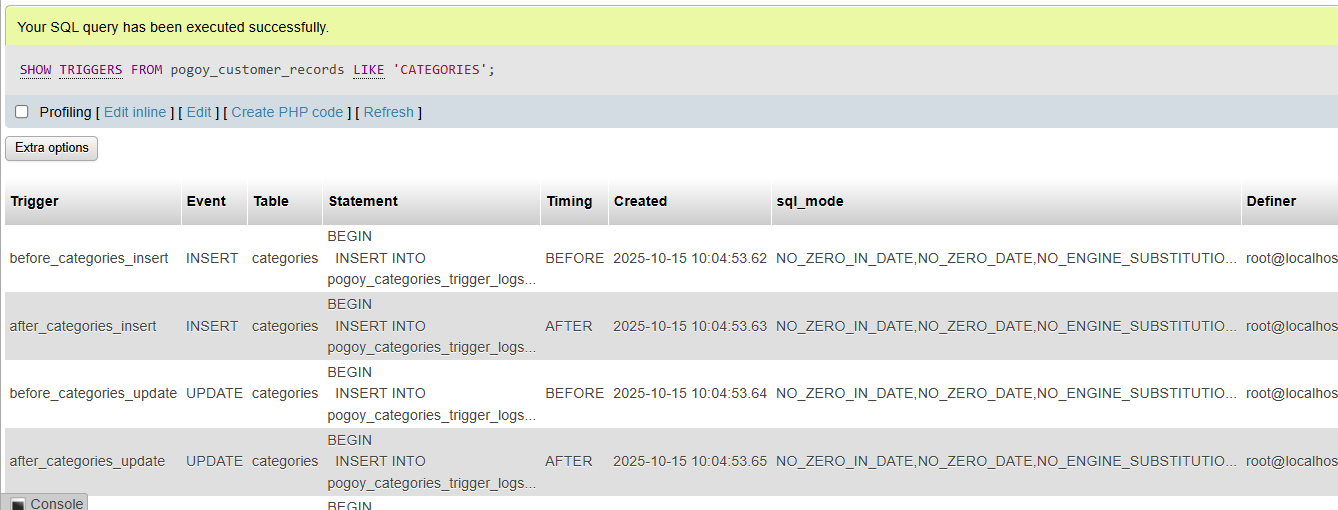 Your SQL query has been executed successfully.
SHOW TRIGGERS FROM pogoy_customer_records LIKE 'CATEGORIES';
Profiling [ Edit inline ] [ Edit ] [ Create PHP code ] [ Refresh ]
Extra options
Trigger Event Table Statement Timing Created sql_mode Definer
BEGIN
before_categories_insert INSERT categories INSERT INTO BEFORE 2025-10-15 10:04:53.62 NO_ZERO_IN_DATE,NO_ZERO_DATE,NO_ENGINE_SUBSTITUTIO... root@localhos
pogoy_categories_trigger_logs...
BEGIN
after_categories_insert INSERT categories INSERT INTO AFTER 2025-10-15 10:04:53.63 NO_ZERO_IN_DATE,NO_ZERO_DATE,NO_ENGINE_SUBSTITUTIO... root@localhos
pogoy_categories_trigger_logs...
BEGIN
before_categories_update UPDATE categories INSERT INTO BEFORE 2025-10-15 10:04:53.64 NO_ZERO_IN_DATE,NO_ZERO_DATE,NO_ENGINE_SUBSTITUTIO... root@localhos
pogoy_categories_trigger_logs...
BEGIN
after_categories_update UPDATE categories INSERT INTO AFTER 2025-10-15 10:04:53.65 NO_ZERO_IN_DATE,NO_ZERO_DATE,NO_ENGINE_SUBSTITUTIO... root@localhos
pogoy_categories_trigger_logs...
Console BEGIN